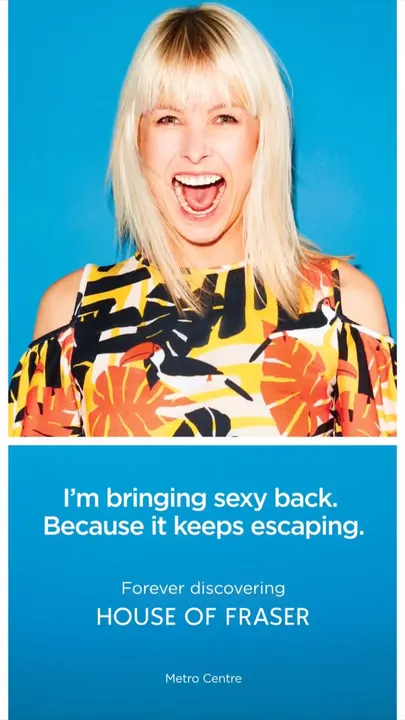 I'm bringing sexy back.
Because it keeps escaping.
Forever discovering
HOUSE OF FRASER
Metro Centre